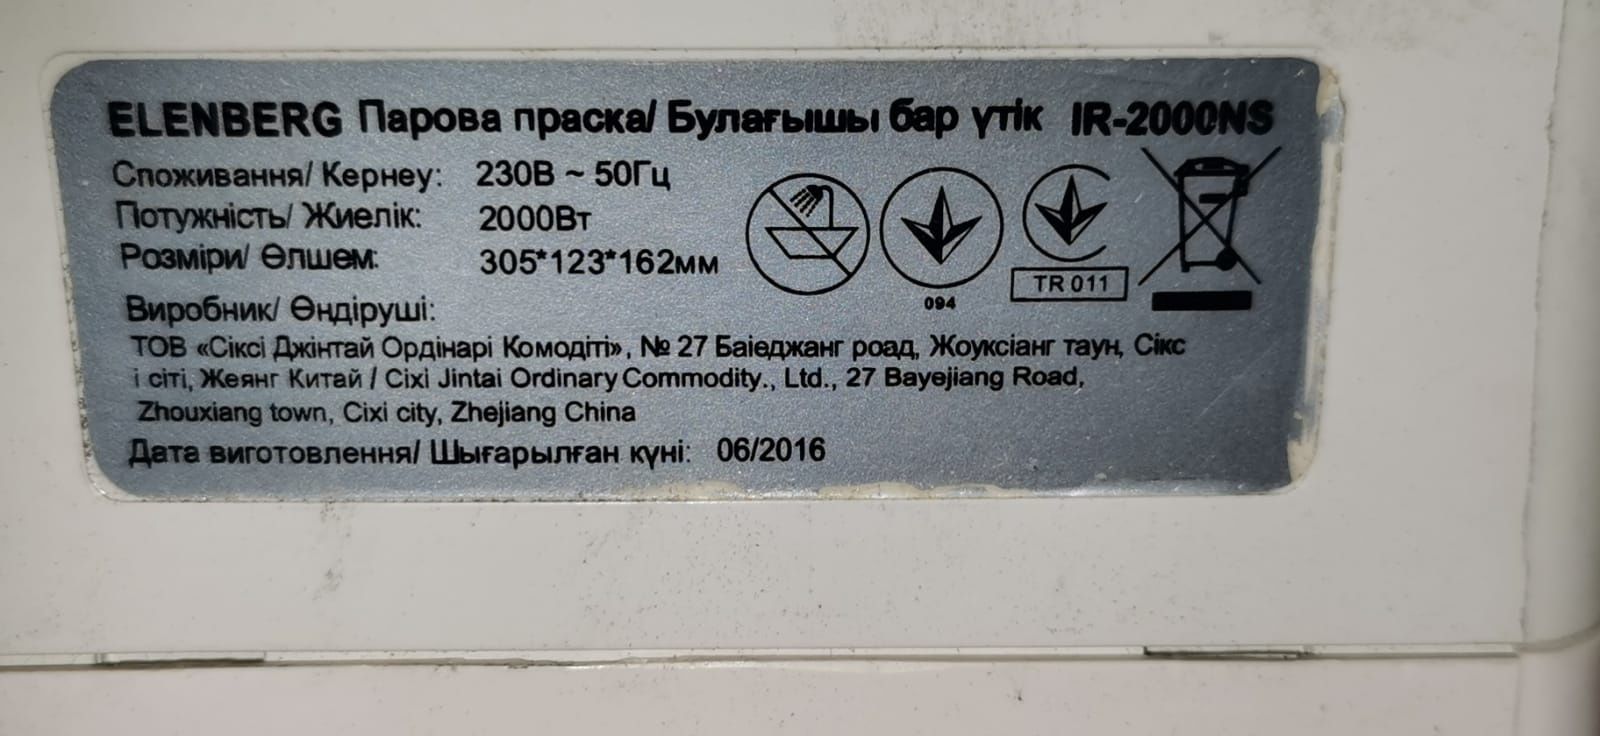 ELENBERG Парова праска/ Булағышы бар үтік IR-2000NS
Споживання/ Кернеу: 230В ~ 50Гц
Потужність/ Жиелік: 2000Вт
Розміри/ Өлшем: 305*123*162мм
094
TR 011
Виробник/ Өндіруші:
ТОВ «Сіксі Джінтай Ордінарі Комодіті», № 27 Баіеджанг роад, Жоуксіанг таун, Сікс
і сіті, Жеянг Китай / Cixi Jintai Ordinary Commodity., Ltd., 27 Bayejiang Road,
Zhouxiang town, Cixi city, Zhejiang China
Дата виготовлення/ Шығарылған күні: 06/2016